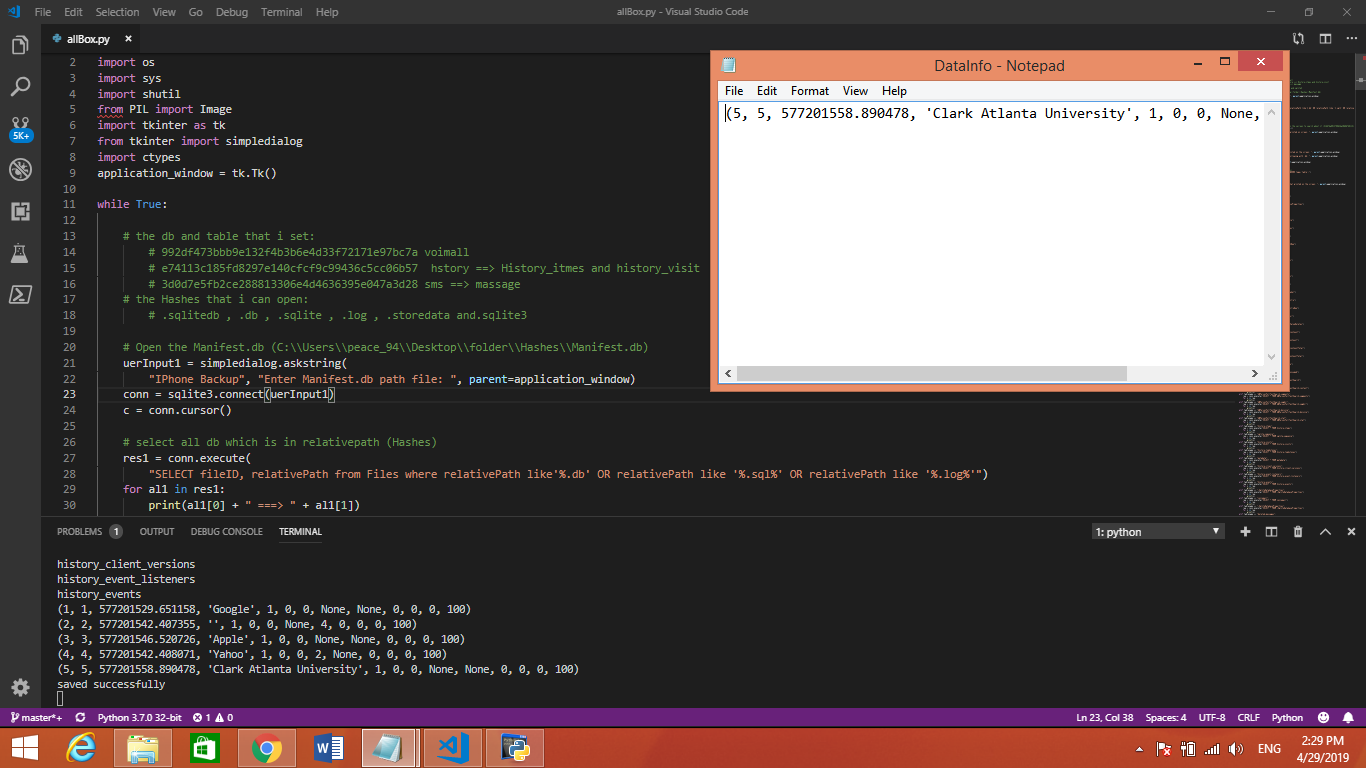 File Edit Selection View Go Debug Terminal Help
allBox.py - Visual Studio Code
allBox.py
5K+
2 import os
3 import sys
4 import shutil
5 from PIL import Image
6 import tkinter as tk
7 from tkinter import simpledialog
8 import ctypes
9 application_window = tk.Tk()
10
11 while True:
12
13 # the db and table that i set:
14 # 992df473bbb9e132f4b3b6e4d33f72171e97bc7a voimall
15 # e74113c185fd8297e140cfcf9c99436c5cc06b57 hstory ==> History_itmes and history_visit
16 # 3d0d7e5fb2ce288813306e4d4636395e047a3d28 sms ==> massage
17 # the Hashes that i can open:
18 # .sqlitedb , .db , .sqlite , .log , .storedata and.sqlite3
19
20 # Open the Manifest.db (C:\\Users\\peace_94\\Desktop\\folder\\Hashes\\Manifest.db)
21 uerInput1 = simpledialog.askstring(
22 "IPhone Backup", "Enter Manifest.db path file: ", parent=application_window)
23 conn = sqlite3.connect(uerInput1)
24 c = conn.cursor()
25
26 # select all db which is in relativepath (Hashes)
27 res1 = conn.execute(
28 "SELECT fileID, relativePath from Files where relativePath like'%.db' OR relativePath like '%.sql%' OR relativePath like '%.log%'")
29 for all in res1:
30 print(all[0] + " ===> " + all[1])
DataInfo - Notepad
File Edit Format View Help
(5, 5, 577201558.890478, 'Clark Atlanta University', 1, 0, 0, None,
PROBLEMS 1 OUTPUT DEBUG CONSOLE TERMINAL
1: python
history_client_versions
history_event_listeners
history_events
(1, 1, 577201529.651158, 'Google', 1, 0, 0, None, None, 0, 0, 0, 100)
(2, 2, 577201542.407355, '', 1, 0, 0, None, 4, 0, 0, 0, 100)
(3, 3, 577201546.520726, 'Apple', 1, 0, 0, None, None, 0, 0, 0, 100)
(4, 4, 577201542.408071, 'Yahoo', 1, 0, 0, 2, None, 0, 0, 0, 100)
(5, 5, 577201558.890478, 'Clark Atlanta University', 1, 0, 0, None, None, 0, 0, 0, 100)
saved successfully
master*+ Python 3.7.0 32-bit 1 0
Ln 23, Col 38 Spaces: 4 UTF-8 CRLF Python
ENG
2:29 PM
4/29/2019